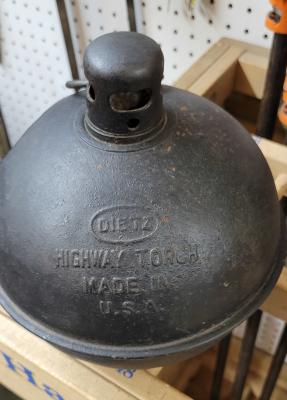 DIETZ
HIGHWAY TORCH
MADE IN
U.S.A.